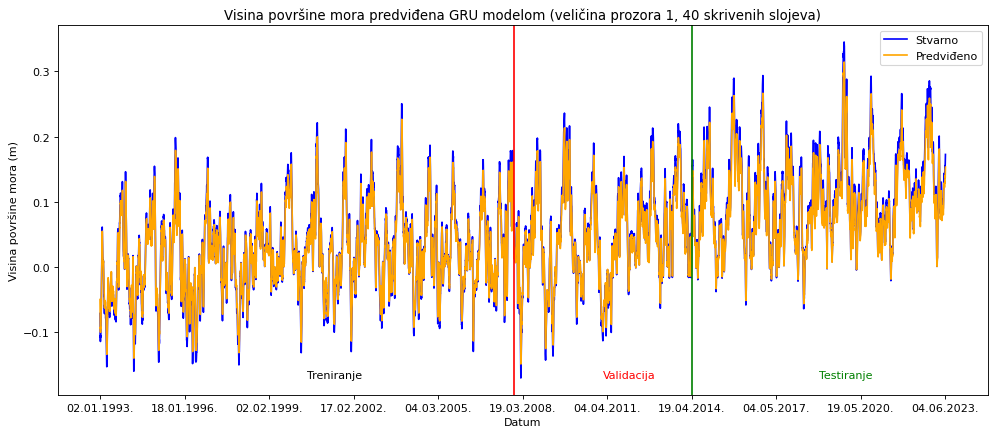 Visina površine mora predviđena GRU modelom (veličina prozora 1, 40 skrivenih slojeva)
Stvarno
Predviđeno
Visina površine mora (m)
0.3
0.2
0.1
0.0
−0.1
Treniranje
Validacija
Testiranje
02.01.1993. 18.01.1996. 02.02.1999. 17.02.2002. 04.03.2005. 19.03.2008. 04.04.2011. 19.04.2014. 04.05.2017. 19.05.2020. 04.06.2023.
Datum